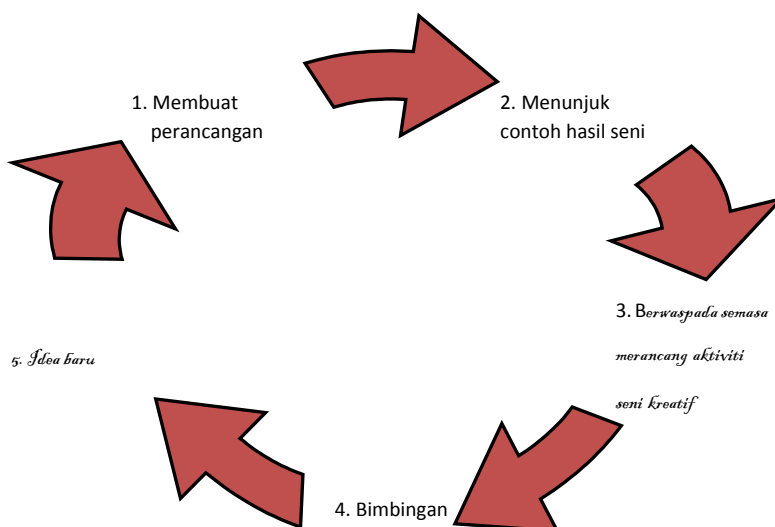 1. Membuat
perancangan
2. Menunjuk
contoh hasil seni
3. Berwaspada semasa
merancang aktiviti
seni kreatif
4. Bimbingan
5. Idea baru